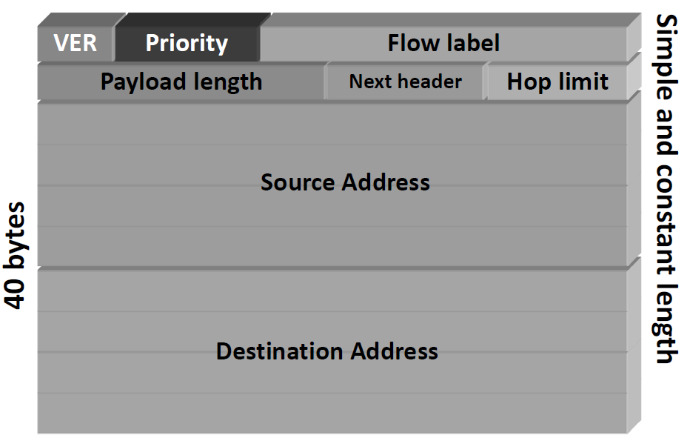 VER Priority Flow label
Payload length Next header Hop limit
Source Address
Destination Address
40 bytes
Simple and constant length